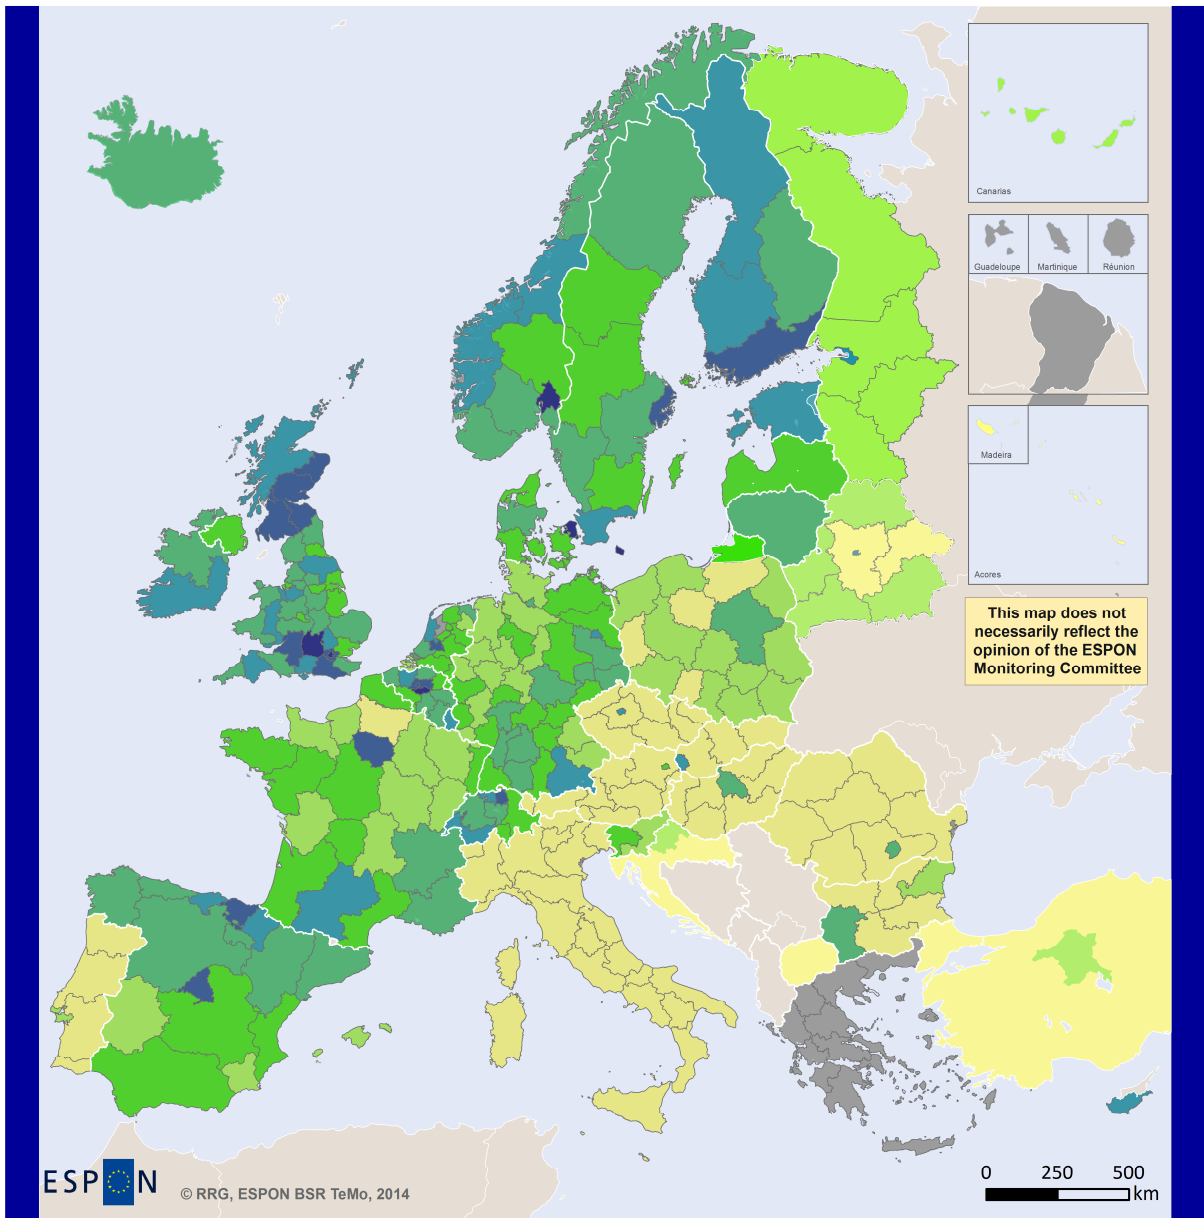 Canarias
Guadeloupe
Martinique
Réunion
Madeira
Acores
This map does not
necessarily reflect the
opinion of the ESPON
Monitoring Committee
ESPON
© RRG, ESPON BSR TeMo, 2014
0 250 500
km